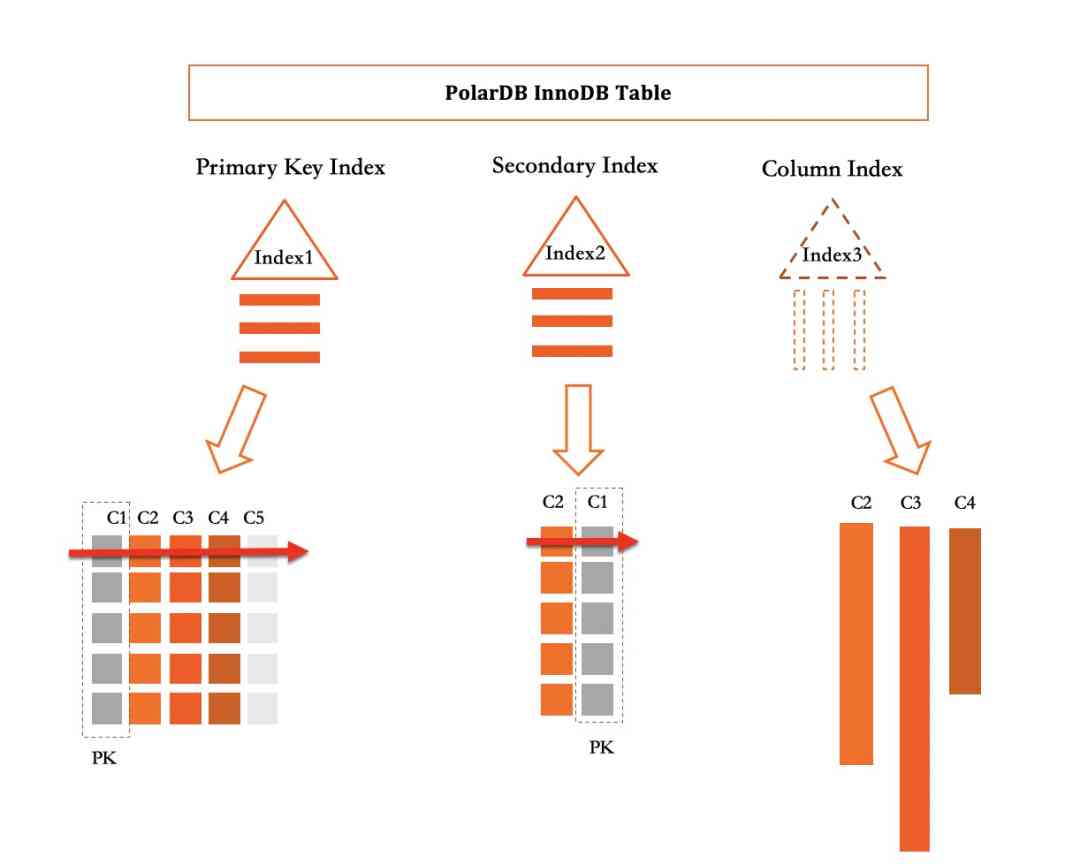 PolarDB InnoDB Table
Primary Key Index
Secondary Index
Column Index
Index1
Index2
Index3
C1 C2 C3 C4 C5
PK
C2 C1
PK
C2 C3 C4